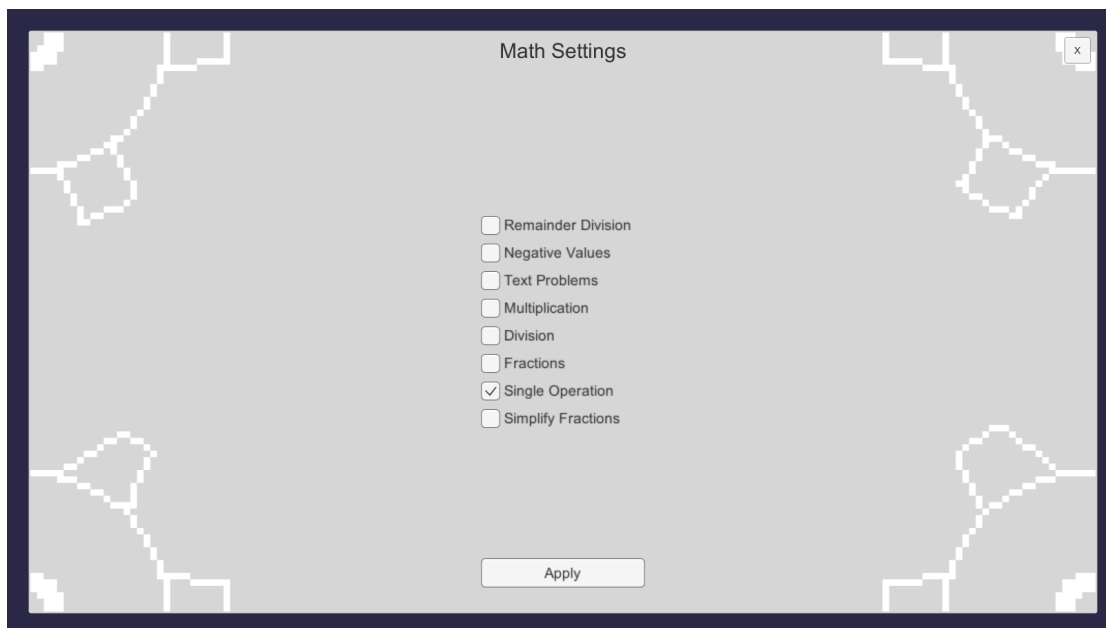 Math Settings
x
Remainder Division
Negative Values
Text Problems
Multiplication
Division
Fractions
Single Operation
Simplify Fractions
Apply